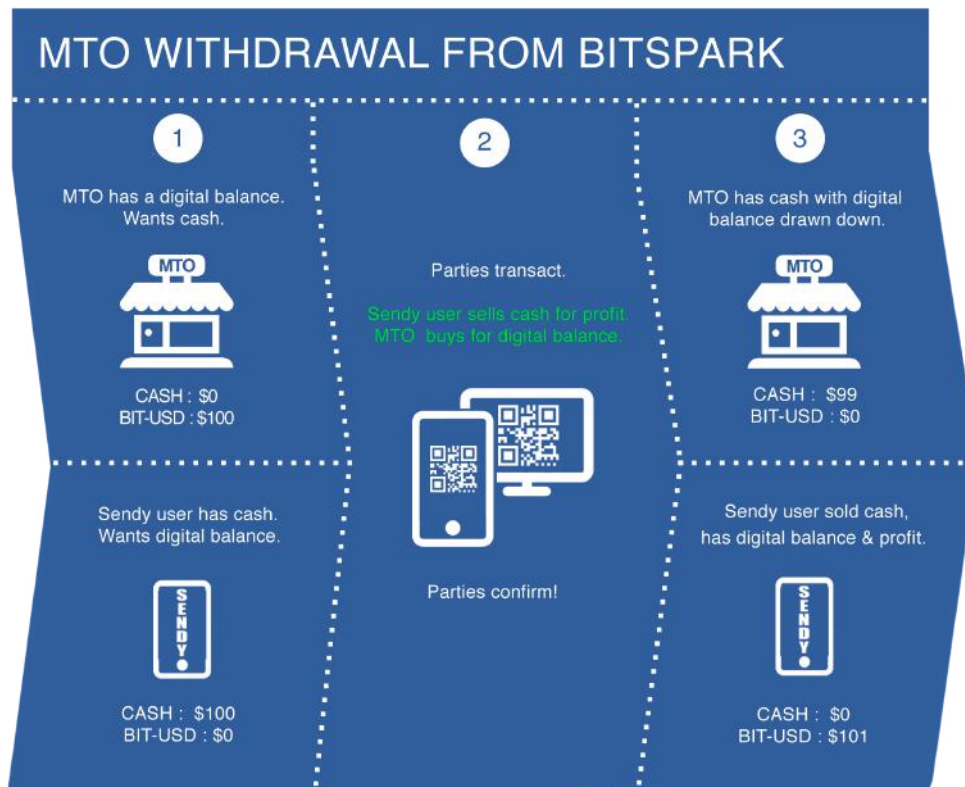 MTO WITHDRAWAL FROM BITSPARK
1
MTO has a digital balance.
Wants cash.
MTO
CASH : $0
BIT-USD : $100
Sendy user has cash.
Wants digital balance.
SENDY
CASH : $100
BIT-USD : $0
2
Parties transact.
Sendy user sells cash for profit.
MTO buys for digital balance.
Parties confirm!
3
MTO has cash with digital
balance drawn down.
MTO
CASH : $99
BIT-USD : $0
Sendy user sold cash,
has digital balance & profit.
SENDY
CASH : $0
BIT-USD : $101